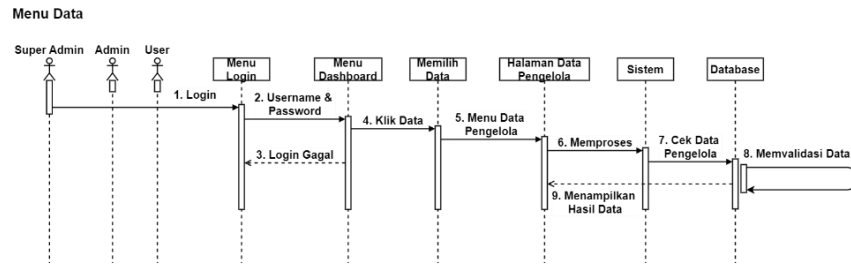 Menu Data
Super Admin
Admin
User
Menu
Login
Menu
Dashboard
Memilih
Data
Halaman Data
Pengelola
Sistem
Database
1. Login
2. Username &
Password
3. Login Gagal
4. Klik Data
5. Menu Data
Pengelola
6. Memproses
7. Cek Data
Pengelola
8. Memvalidasi Data
9. Menampilkan
Hasil Data